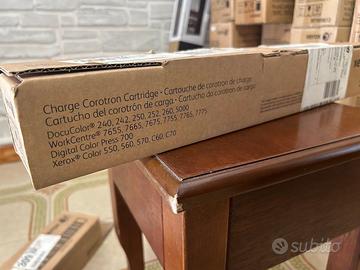 Charge Corotron Cartridge • Cartouche de corotron de charge
Cartucho del corotrón de carga • Cartucho do corotron de carga
DocuColor® 240, 242, 250, 252, 260, 5000
WorkCentre® 7655, 7665, 7675, 7755, 7765, 7775
Digital Color Press 700
Xerox® Color 550, 560, 570, C60, C70
subito